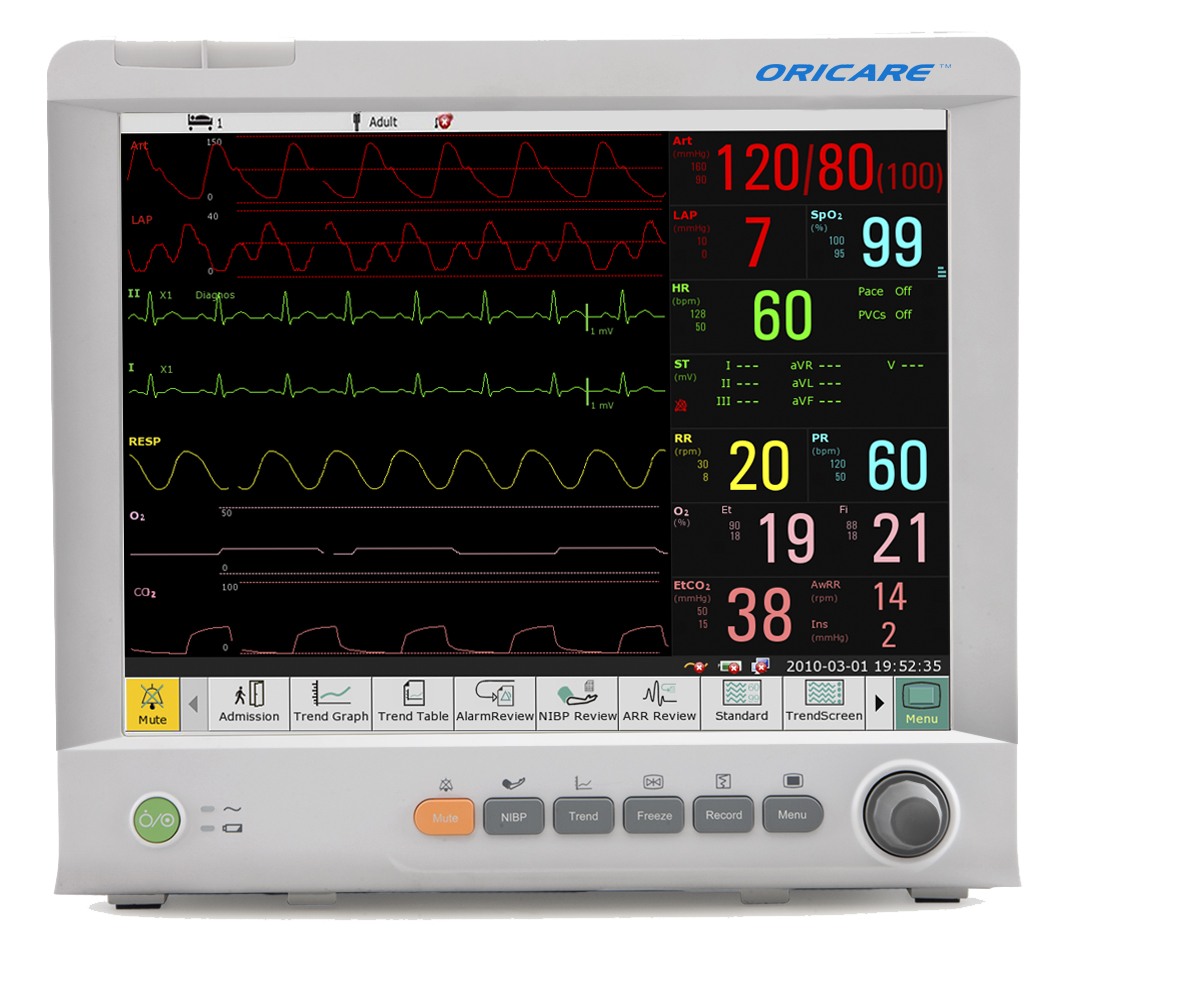 ORICARE™
1 Adult
Art 150
0
LAP 40
0
II X1 Diagnos
1 mV
I X1
1 mV
RESP
O₂ 50
0
CO₂ 100
0
Art
(mmHg)
160
90
120/80(100)
LAP
(mmHg)
10
0
7
SpO₂
(%)
100
95
99
HR
(bpm)
128
50
60
Pace Off
PVCs Off
ST
(mV)
I --- aVR --- V ---
II --- aVL ---
III --- aVF ---
RR
(rpm)
30
8
20
PR
(bpm)
120
50
60
O₂
(%)
Et
90
18
19
Fi
88
18
21
EtCO₂
(mmHg)
50
15
38
AwRR
(rpm)
14
Ins
(mmHg)
2
2010-03-01 19:52:35
Mute Admission Trend Graph Trend Table AlarmReview NIBP Review ARR Review Standard TrendScreen Menu
Mute NIBP Trend Freeze Record Menu